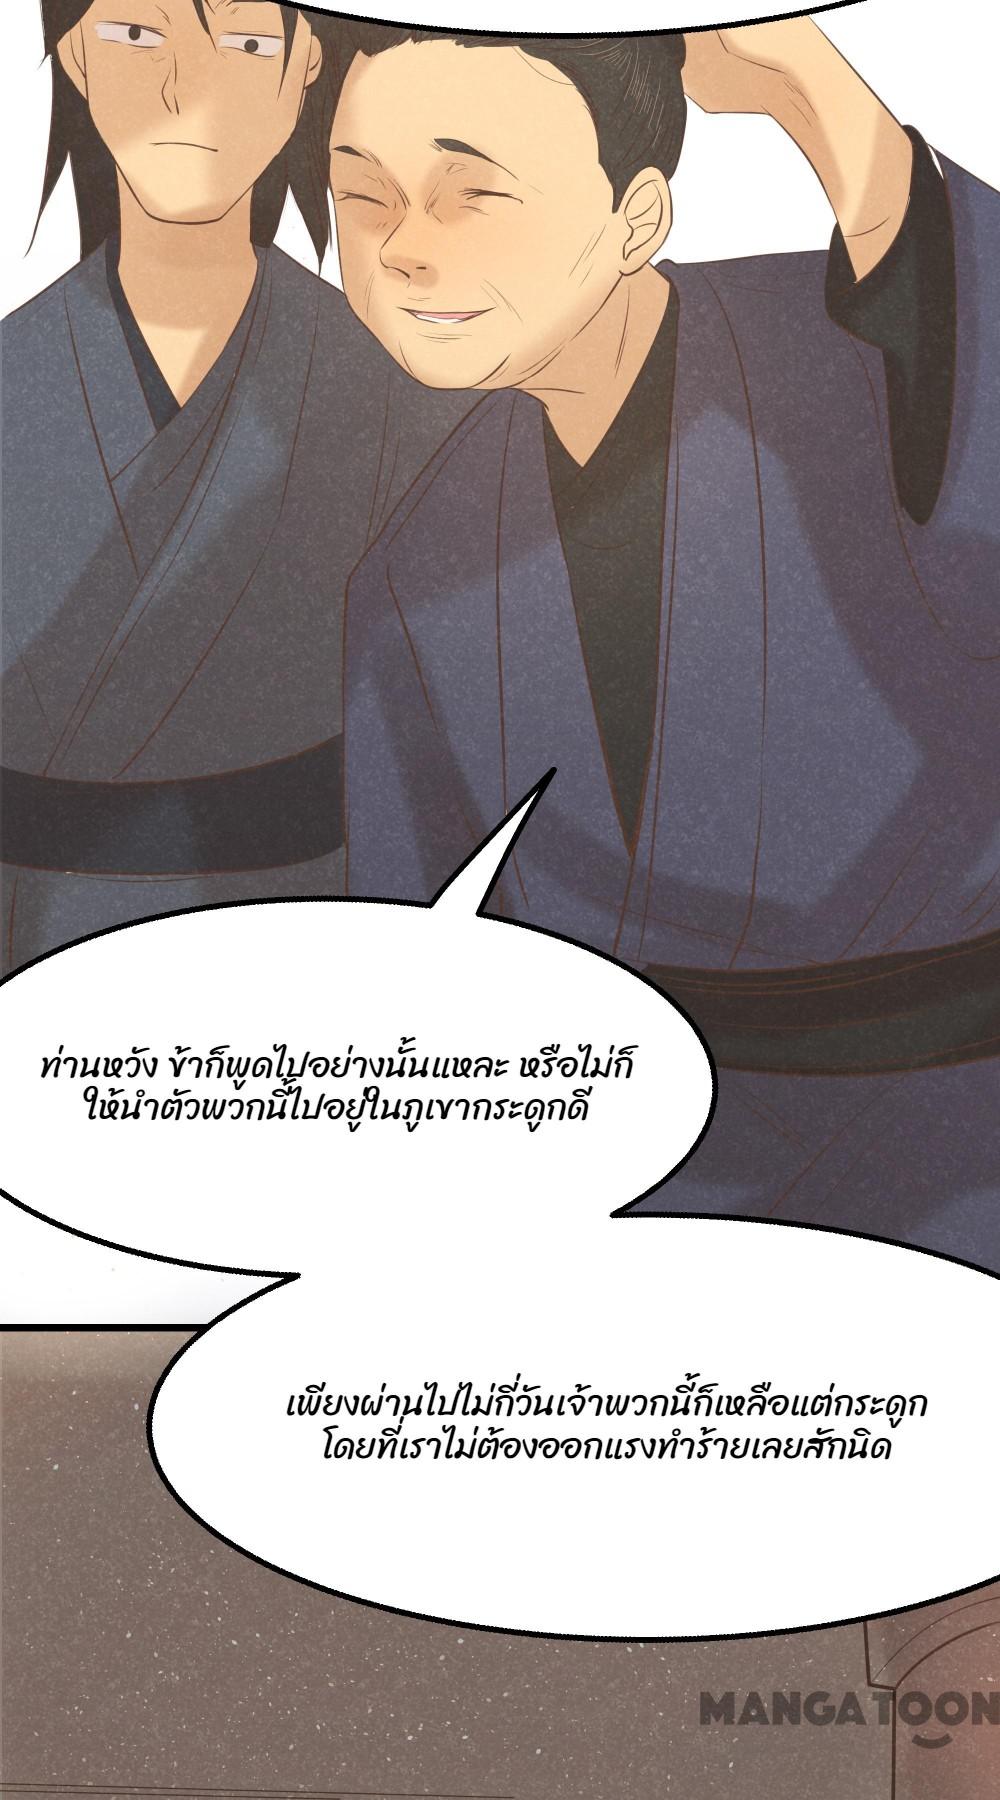 ท่านหวัง ข้าก็พูดไปอย่างนั้นแหละ หรือไม่ก็
ให้นำตัวพวกนี้ไปอยู่ในภูเขากระดูกดี
เพียงผ่านไปไม่กี่วันเจ้าพวกนี้ก็เหลือแต่กระดูก
โดยที่เราไม่ต้องออกแรงทำร้ายเลยสักนิด
MANGATOON